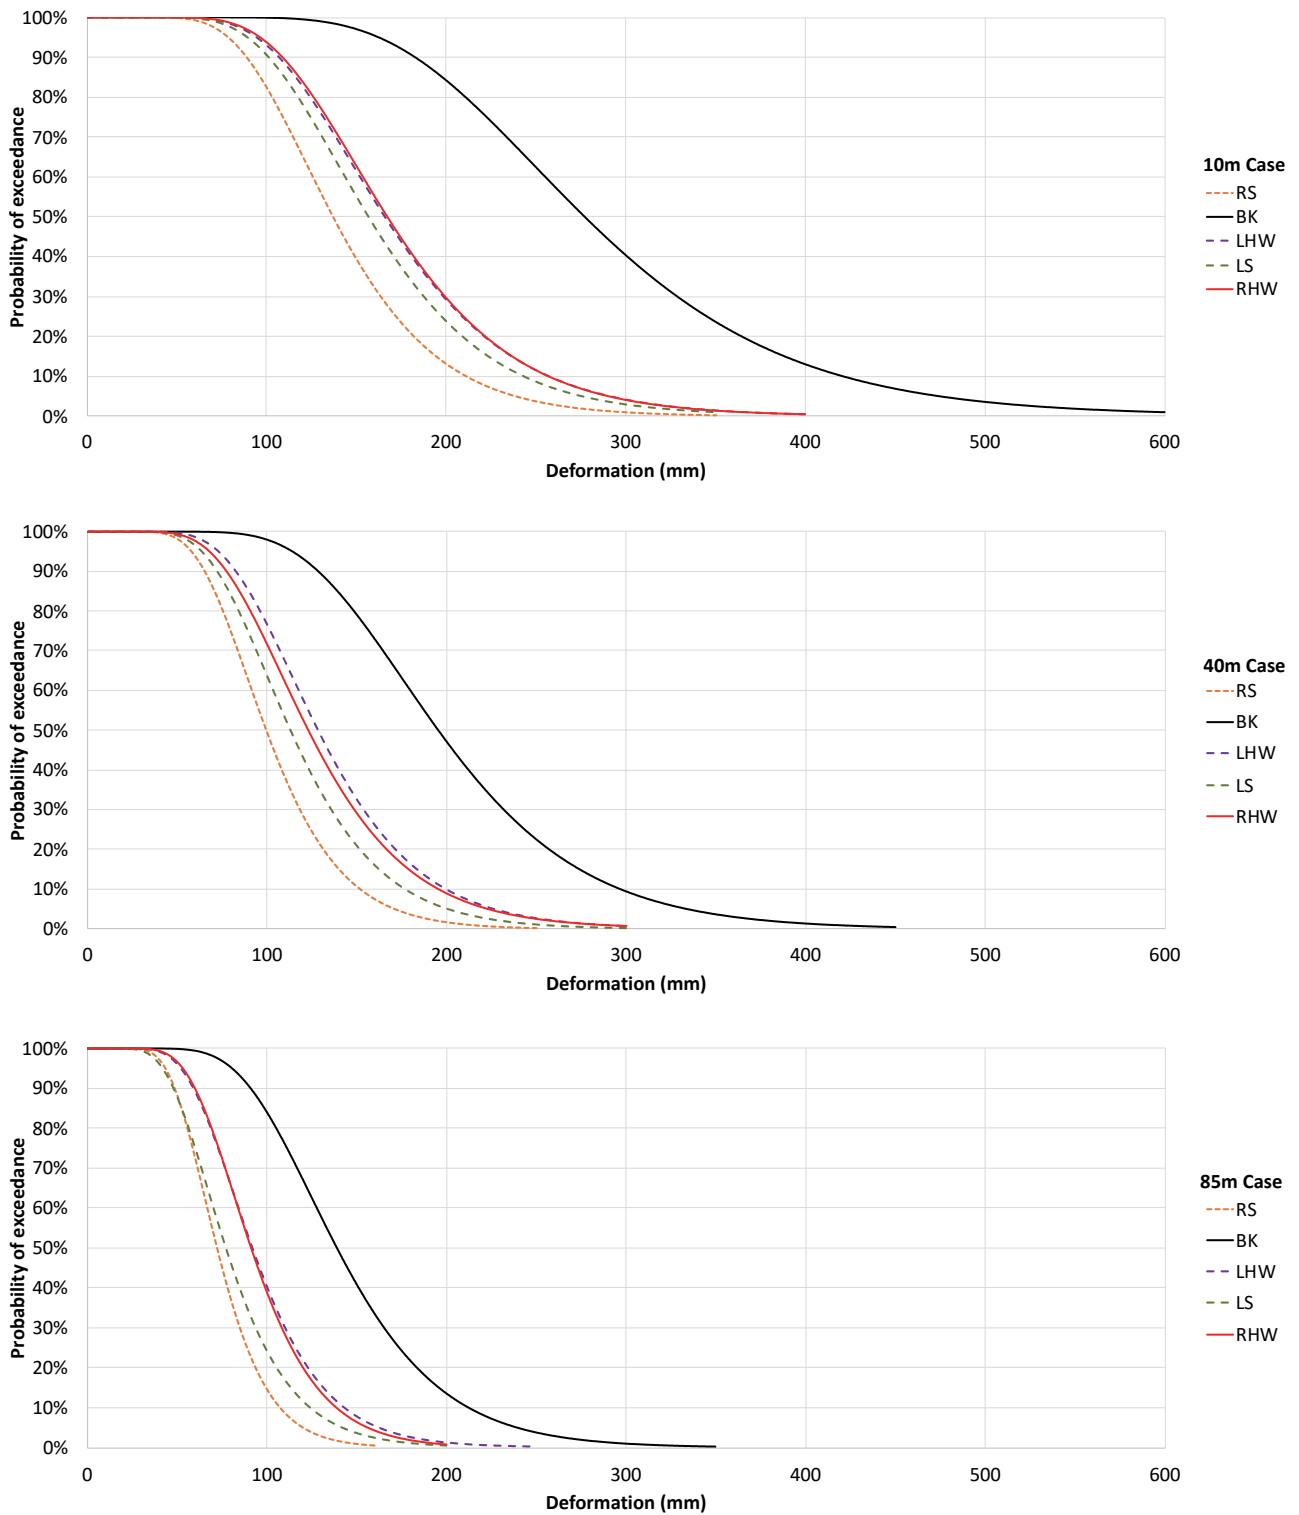 100%
90%
80%
70%
60%
50%
40%
30%
20%
10%
0%
Probability of exceedance
0 100 200 300 400 500 600
Deformation (mm)
10m Case
RS
BK
LHW
LS
RHW
100%
90%
80%
70%
60%
50%
40%
30%
20%
10%
0%
Probability of exceedance
0 100 200 300 400 500 600
Deformation (mm)
40m Case
RS
BK
LHW
LS
RHW
100%
90%
80%
70%
60%
50%
40%
30%
20%
10%
0%
Probability of exceedance
0 100 200 300 400 500 600
Deformation (mm)
85m Case
RS
BK
LHW
LS
RHW